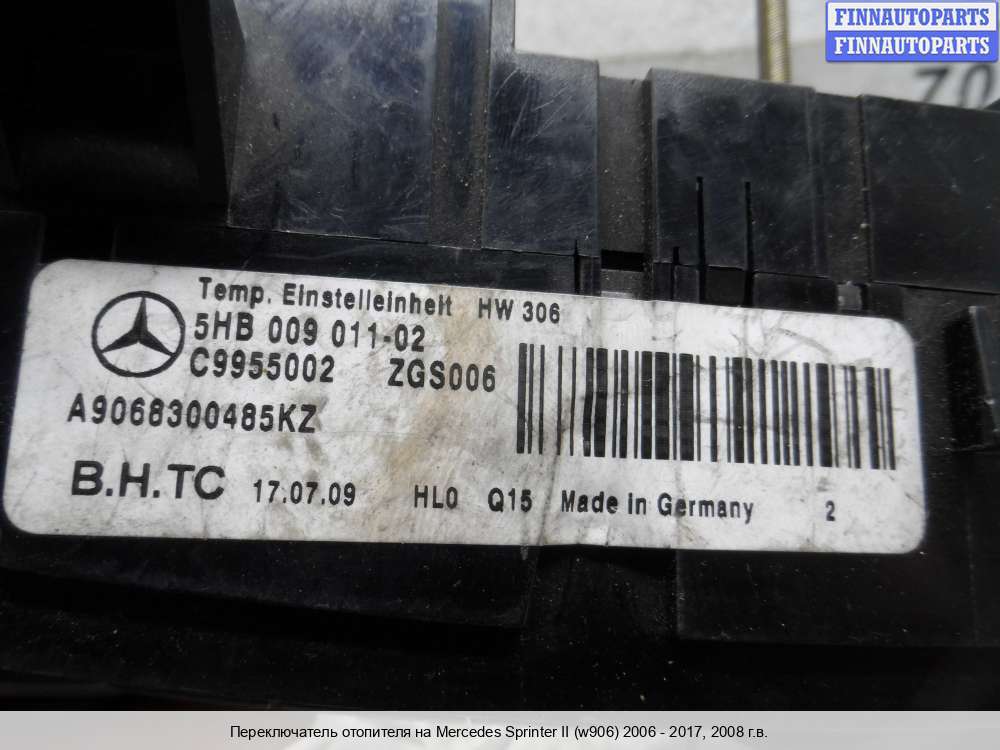 FINNAUTOPARTS
FINNAUTOPARTS
Temp. Einstelleinheit HW 306
5HB 009 011-02
C9955002 ZGS006
A9068300485KZ
B.H.TC 17.07.09 HL0 Q15 Made in Germany 2
Переключатель отопителя на Mercedes Sprinter II (w906) 2006 - 2017, 2008 г.в.